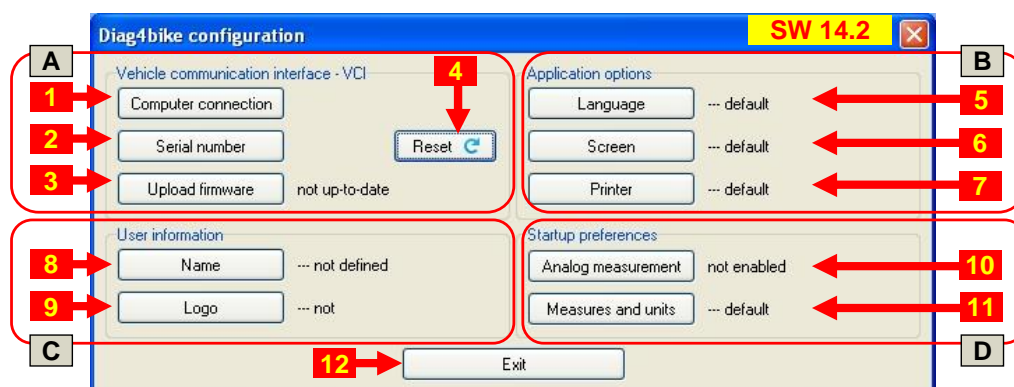 Diag4bike configuration
SW 14.2
A
Vehicle communication interface - VCI
4
Application options
B
1
Computer connection
Language
--- default
5
2
Serial number
Reset
Screen
--- default
6
3
Upload firmware
not up-to-date
Printer
--- default
7
User information
Startup preferences
8
Name
--- not defined
Analog measurement
not enabled
10
9
Logo
--- not
Measures and units
--- default
11
C
12
Exit
D